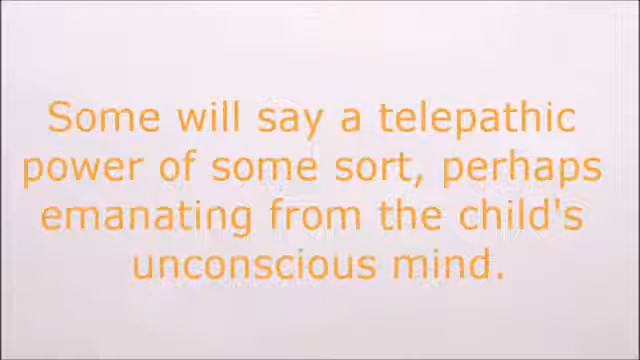 Some will say a telepathic
power of some sort, perhaps
emanating from the child's
unconscious mind.